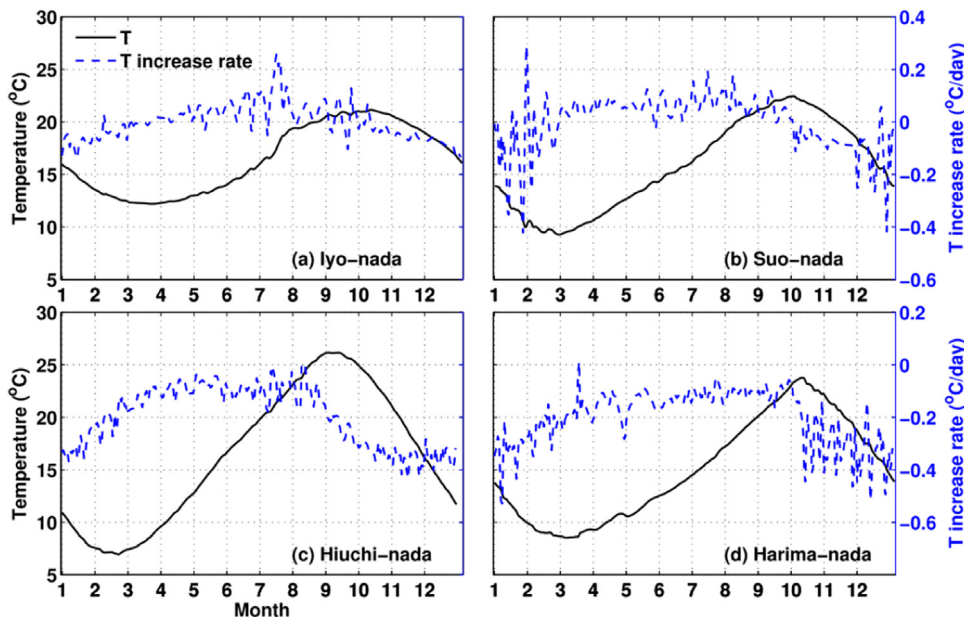 30
25
20
15
10
5
Temperature (°C)
T
T increase rate
(a) Iyo−nada
1 2 3 4 5 6 7 8 9 10 11 12
0.4
0.2
0
−0.2
−0.4
−0.6
T increase rate (°C/day)
(b) Suo−nada
1 2 3 4 5 6 7 8 9 10 11 12
30
25
20
15
10
5
Temperature (°C)
(c) Hiuchi−nada
1 2 3 4 5 6 7 8 9 10 11 12
Month
0.2
0
−0.2
−0.4
−0.6
T increase rate (°C/day)
(d) Harima−nada
1 2 3 4 5 6 7 8 9 10 11 12